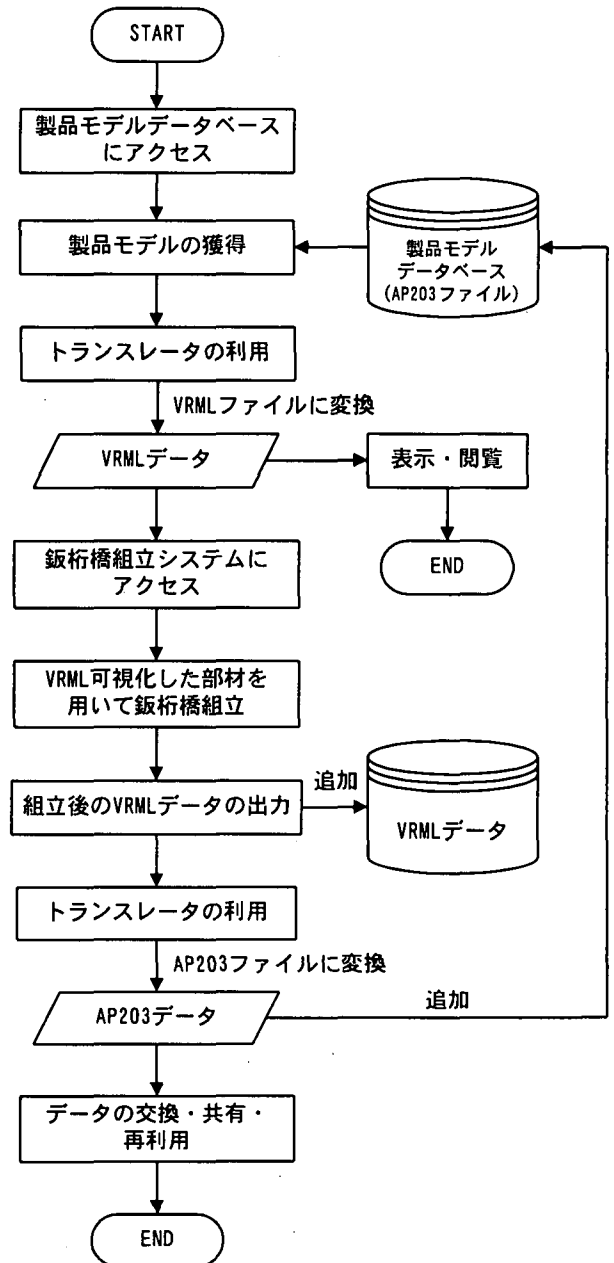 START
製品モデルデータベース
にアクセス
製品モデルの獲得
製品モデル
データベース
(AP203ファイル)
トランスレータの利用
VRMLファイルに変換
VRMLデータ
表示・閲覧
END
鈑桁橋組立システムに
アクセス
VRML可視化した部材を
用いて鈑桁橋組立
組立後のVRMLデータの出力
追加
VRMLデータ
トランスレータの利用
AP203ファイルに変換
AP203データ
追加
データの交換・共有・
再利用
END